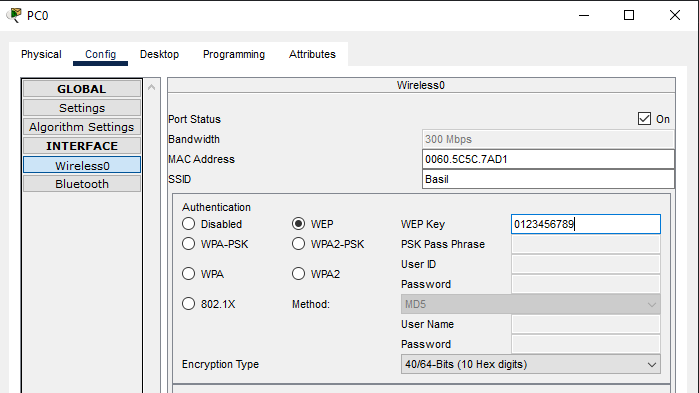 PC0
Physical Config Desktop Programming Attributes
GLOBAL
Settings
Algorithm Settings
INTERFACE
Wireless0
Bluetooth
Wireless0
Port Status On
Bandwidth 300 Mbps
MAC Address 0060.5C5C.7AD1
SSID Basil
Authentication
Disabled WEP WEP Key 0123456789
WPA-PSK WPA2-PSK PSK Pass Phrase
User ID
WPA WPA2
Password
802.1X Method: MD5
User Name
Password
Encryption Type 40/64-Bits (10 Hex digits)